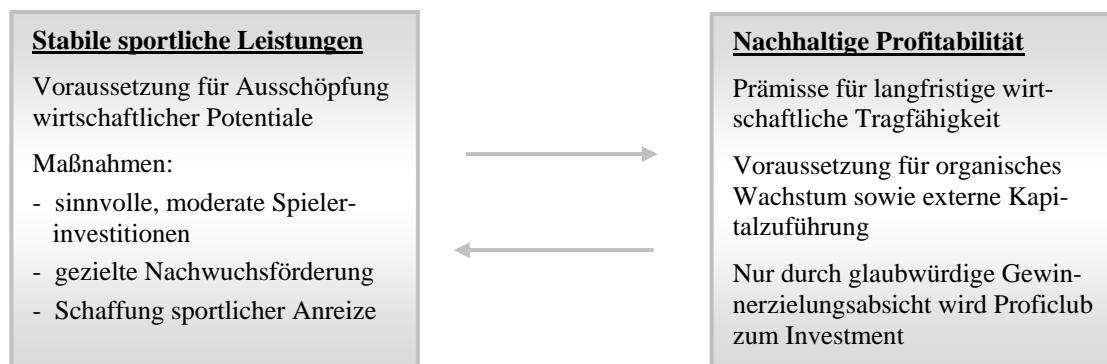 Stabile sportliche Leistungen
Voraussetzung für Ausschöpfung
wirtschaftlicher Potentiale
Maßnahmen:
- sinnvolle, moderate Spieler-
investitionen
- gezielte Nachwuchsförderung
- Schaffung sportlicher Anreize
Nachhaltige Profitabilität
Prämisse für langfristige wirt-
schaftliche Tragfähigkeit
Voraussetzung für organisches
Wachstum sowie externe Kapi-
talzuführung
Nur durch glaubwürdige Gewin-
nerzielungsabsicht wird Proficlub
zum Investment